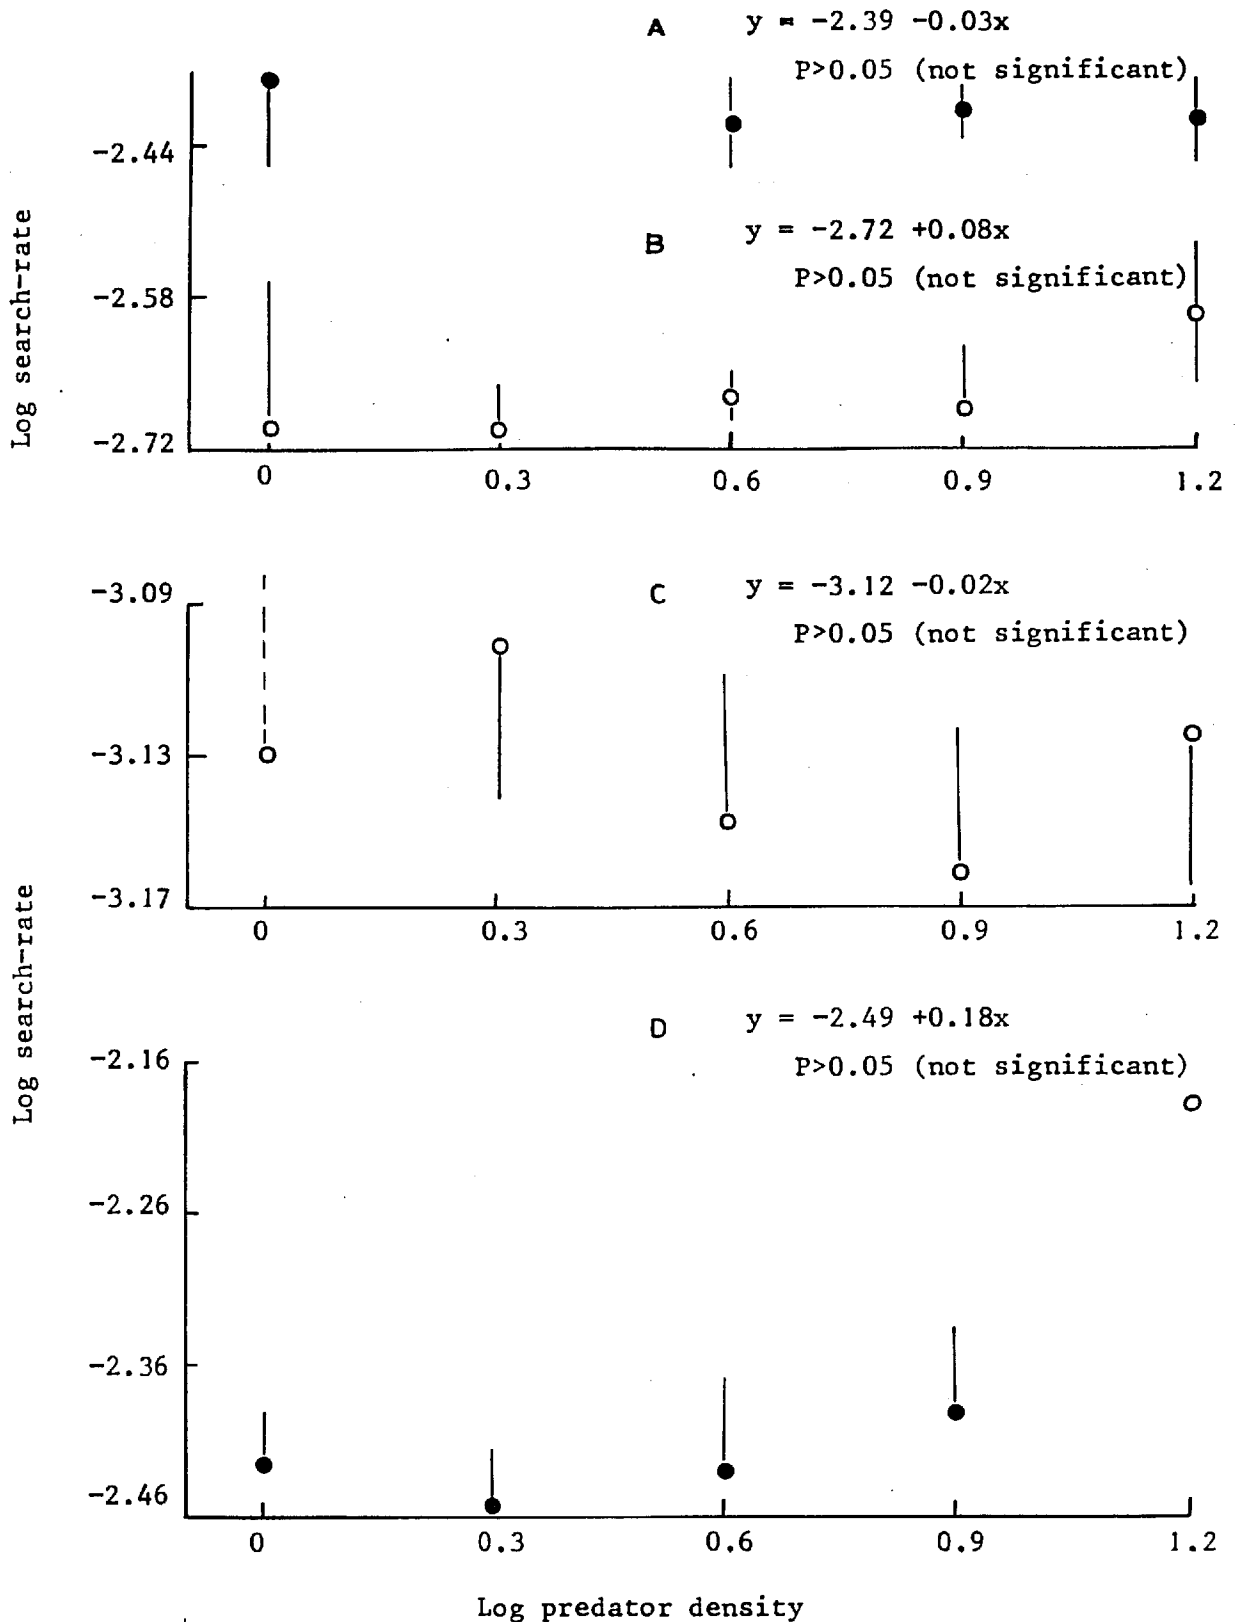 A y = -2.39 -0.03x
P>0.05 (not significant)
-2.44
B y = -2.72 +0.08x
P>0.05 (not significant)
-2.58
-2.72
Log search-rate
0 0.3 0.6 0.9 1.2
-3.09
C y = -3.12 -0.02x
P>0.05 (not significant)
-3.13
-3.17
0 0.3 0.6 0.9 1.2
Log search-rate
D y = -2.49 +0.18x
-2.16
P>0.05 (not significant)
-2.26
-2.36
-2.46
0 0.3 0.6 0.9 1.2
Log predator density